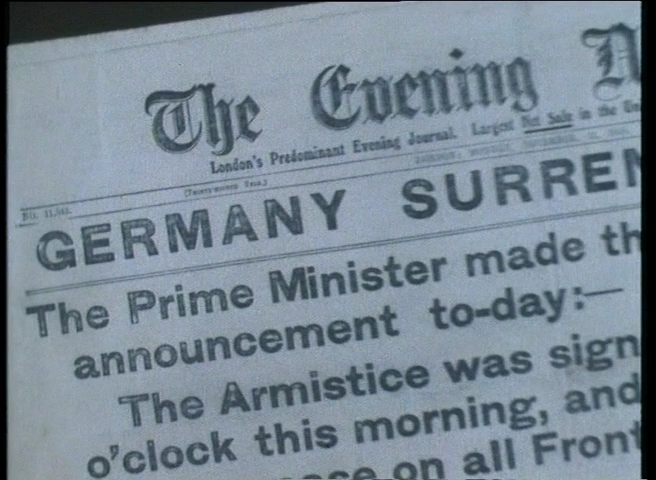 The Evening
London's Predominant Evening Journal. Largest Net Sale in the
GERMANY SURREN
The Prime Minister made th
announcement to-day:—
The Armistice was sign
o'clock this morning, and
on all Front